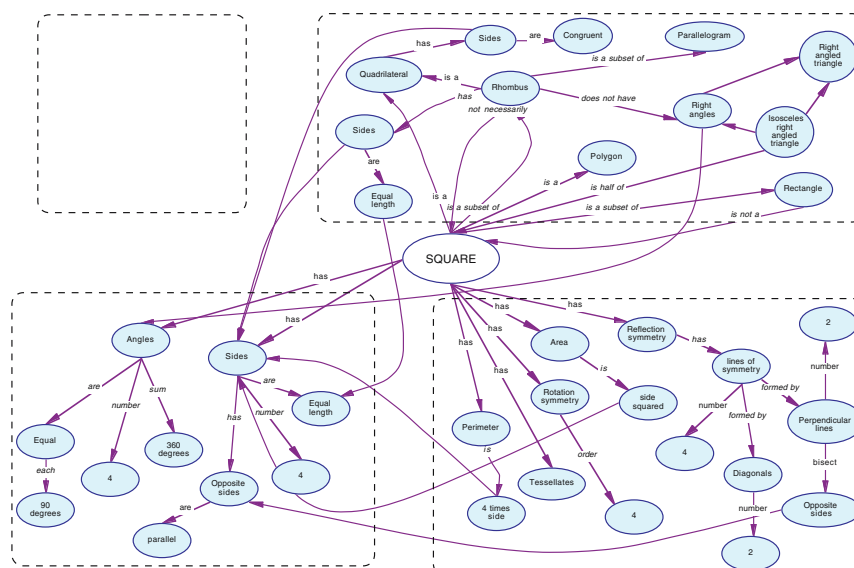 Sides
are
Congruent
has
Parallelogram
is a subset of
Right
angled
triangle
Quadrilateral
is a
Rhombus
has
not necessarily
does not have
Right
angles
Isosceles
right
angled
triangle
Sides
are
Equal
length
Polygon
is a
is a
is a subset of
is half of
is a subset of
Rectangle
is not a
SQUARE
has
has
Angles
Sides
are
number
sum
Equal
each
90
degrees
4
360
degrees
are
Equal
length
has
number
4
Opposite
sides
are
parallel
has
has
has
has
has
Area
is
side
squared
Reflection
symmetry
has
lines of
symmetry
number
4
formed by
formed by
Diagonals
number
2
2
number
Perpendicular
lines
bisect
Opposite
sides
Rotation
symmetry
order
4
Perimeter
is
4 times
side
Tessellates